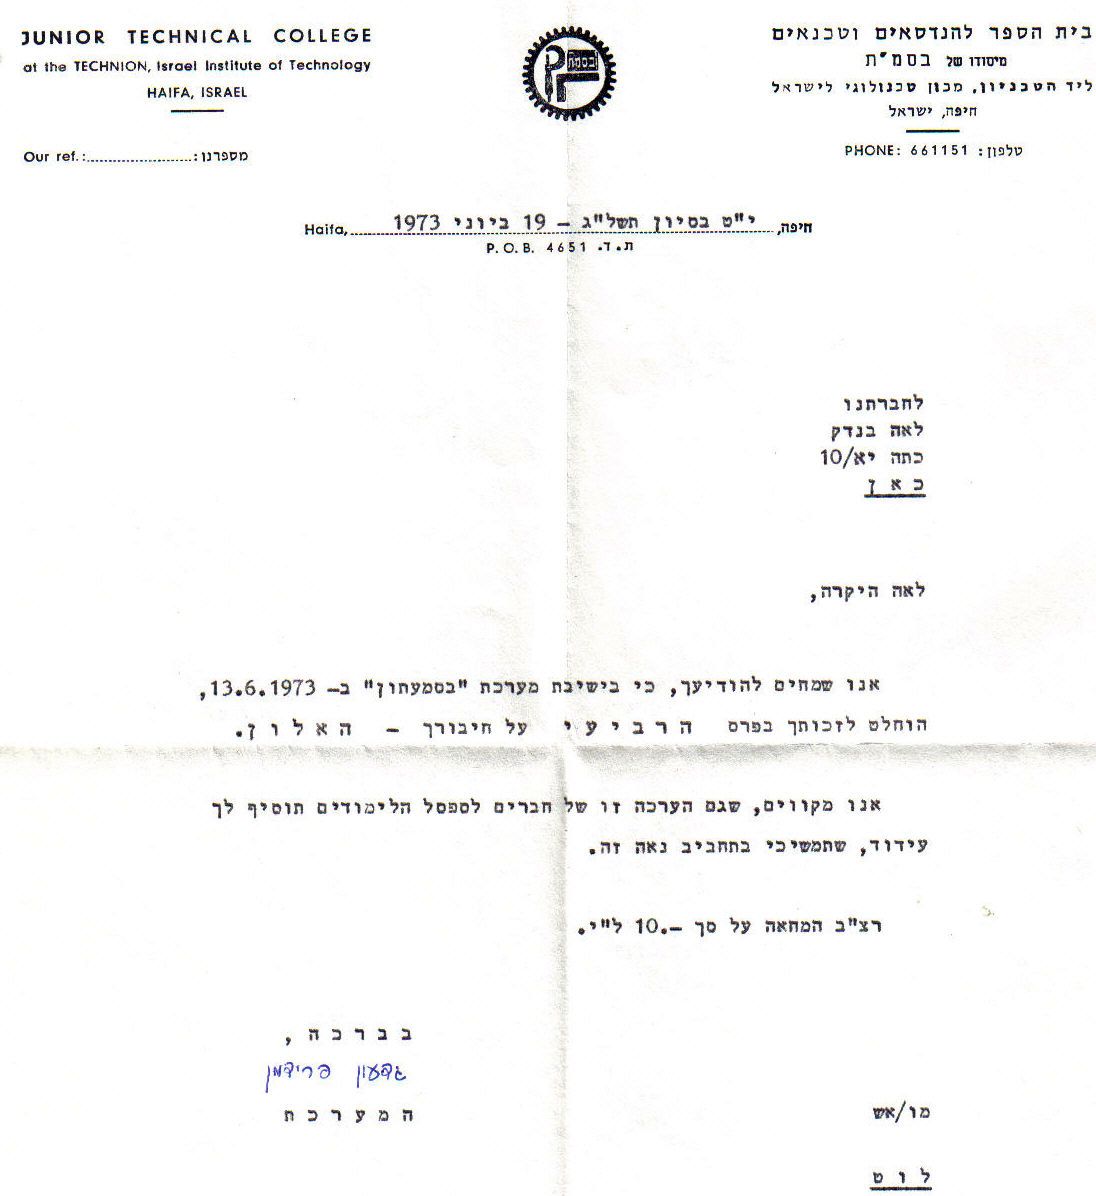 JUNIOR TECHNICAL COLLEGE
at the TECHNION, Israel Institute of Technology
HAIFA, ISRAEL
Our ref.:........................:מספרנו
בסמת
בית הספר להנדסאים וטכנאים
מיסודו של בסמ"ת
ליד הטכניון, מכון טכנולוגי לישראל
חיפה, ישראל
PHONE: 661151 :טלפון
חיפה, י"ט בסיון תשל"ג – 19 ביוני 1973 Haifa,
P.O.B. 4651 .ת.ד
לחברתנו
לאה בנדק
כתה יא/10
כ א ן
לאה היקרה,
אנו שמחים להודיעך, כי בישיבת מערכת "בסמעתון" ב– 13.6.1973,
הוחלט לזכותך בפרס ה ר ב י ע י על חיבורך – ה א ל ו ן.
אנו מקווים, שגם הערכה זו של חברים לספסל הלימודים תוסיף לך
עידוד, שתמשיכי בתחביב נאה זה.
רצ"ב המחאה על סך –.10 ל"י.
ב ב ר כ ה ,
גדעון פרידמן
ה מ ע ר כ ת
מו/אש
ל ו ט